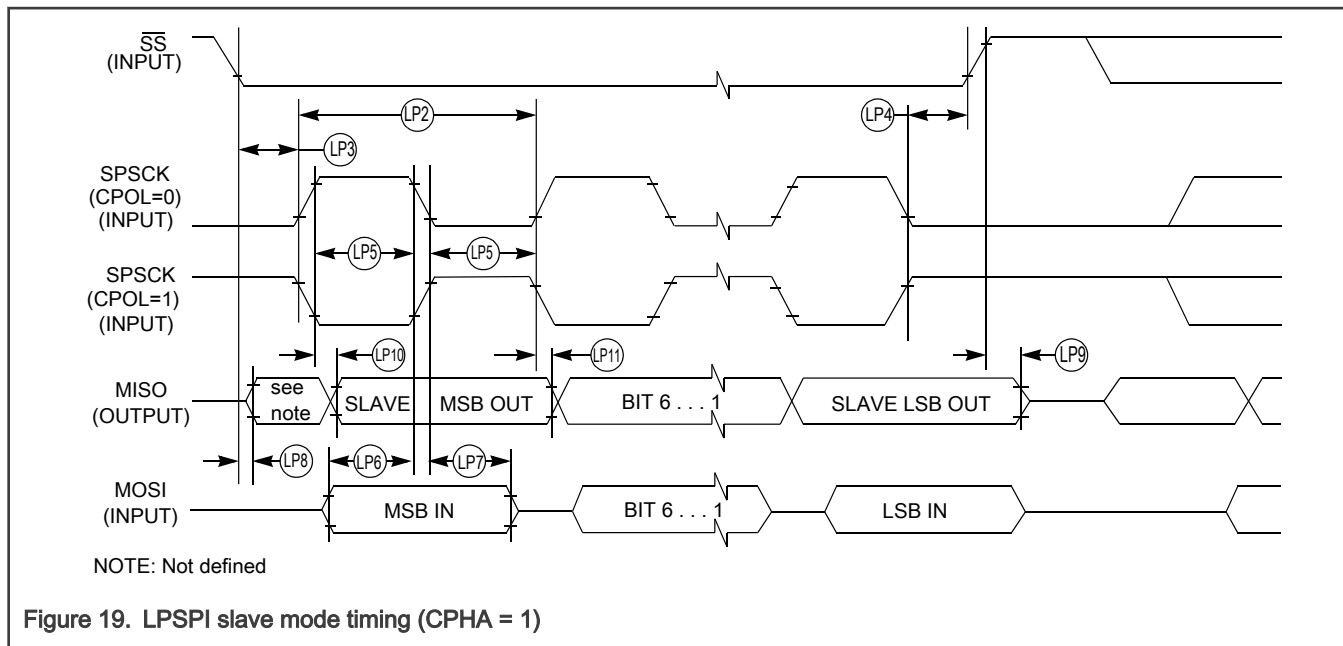 SS
(INPUT)
LP2
LP4
LP3
SPSCK
(CPOL=0)
(INPUT)
LP5
LP5
SPSCK
(CPOL=1)
(INPUT)
LP10
LP11
LP9
MISO
(OUTPUT)
see
note
SLAVE
MSB OUT
BIT 6 . . . 1
SLAVE LSB OUT
LP8
LP6
LP7
MOSI
(INPUT)
MSB IN
BIT 6 . . . 1
LSB IN
NOTE: Not defined
Figure 19. LPSPI slave mode timing (CPHA = 1)